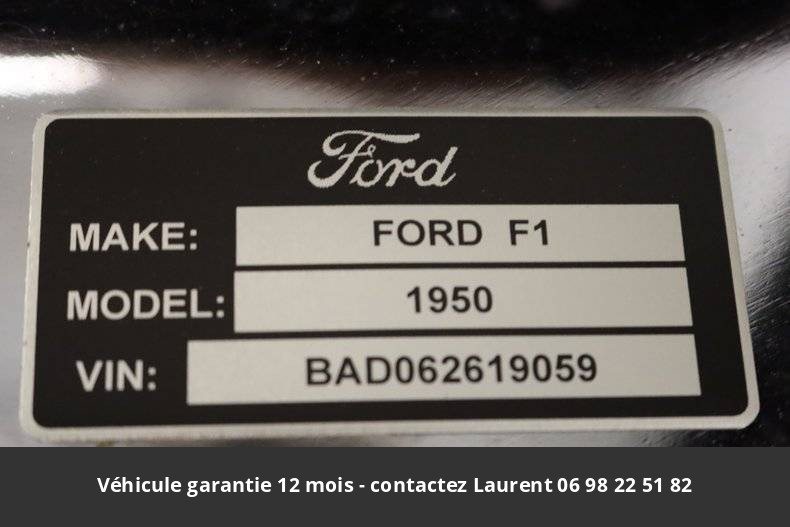 Ford
MAKE: FORD F1
MODEL: 1950
VIN: BAD062619059
Véhicule garantie 12 mois - contactez Laurent 06 98 22 51 82